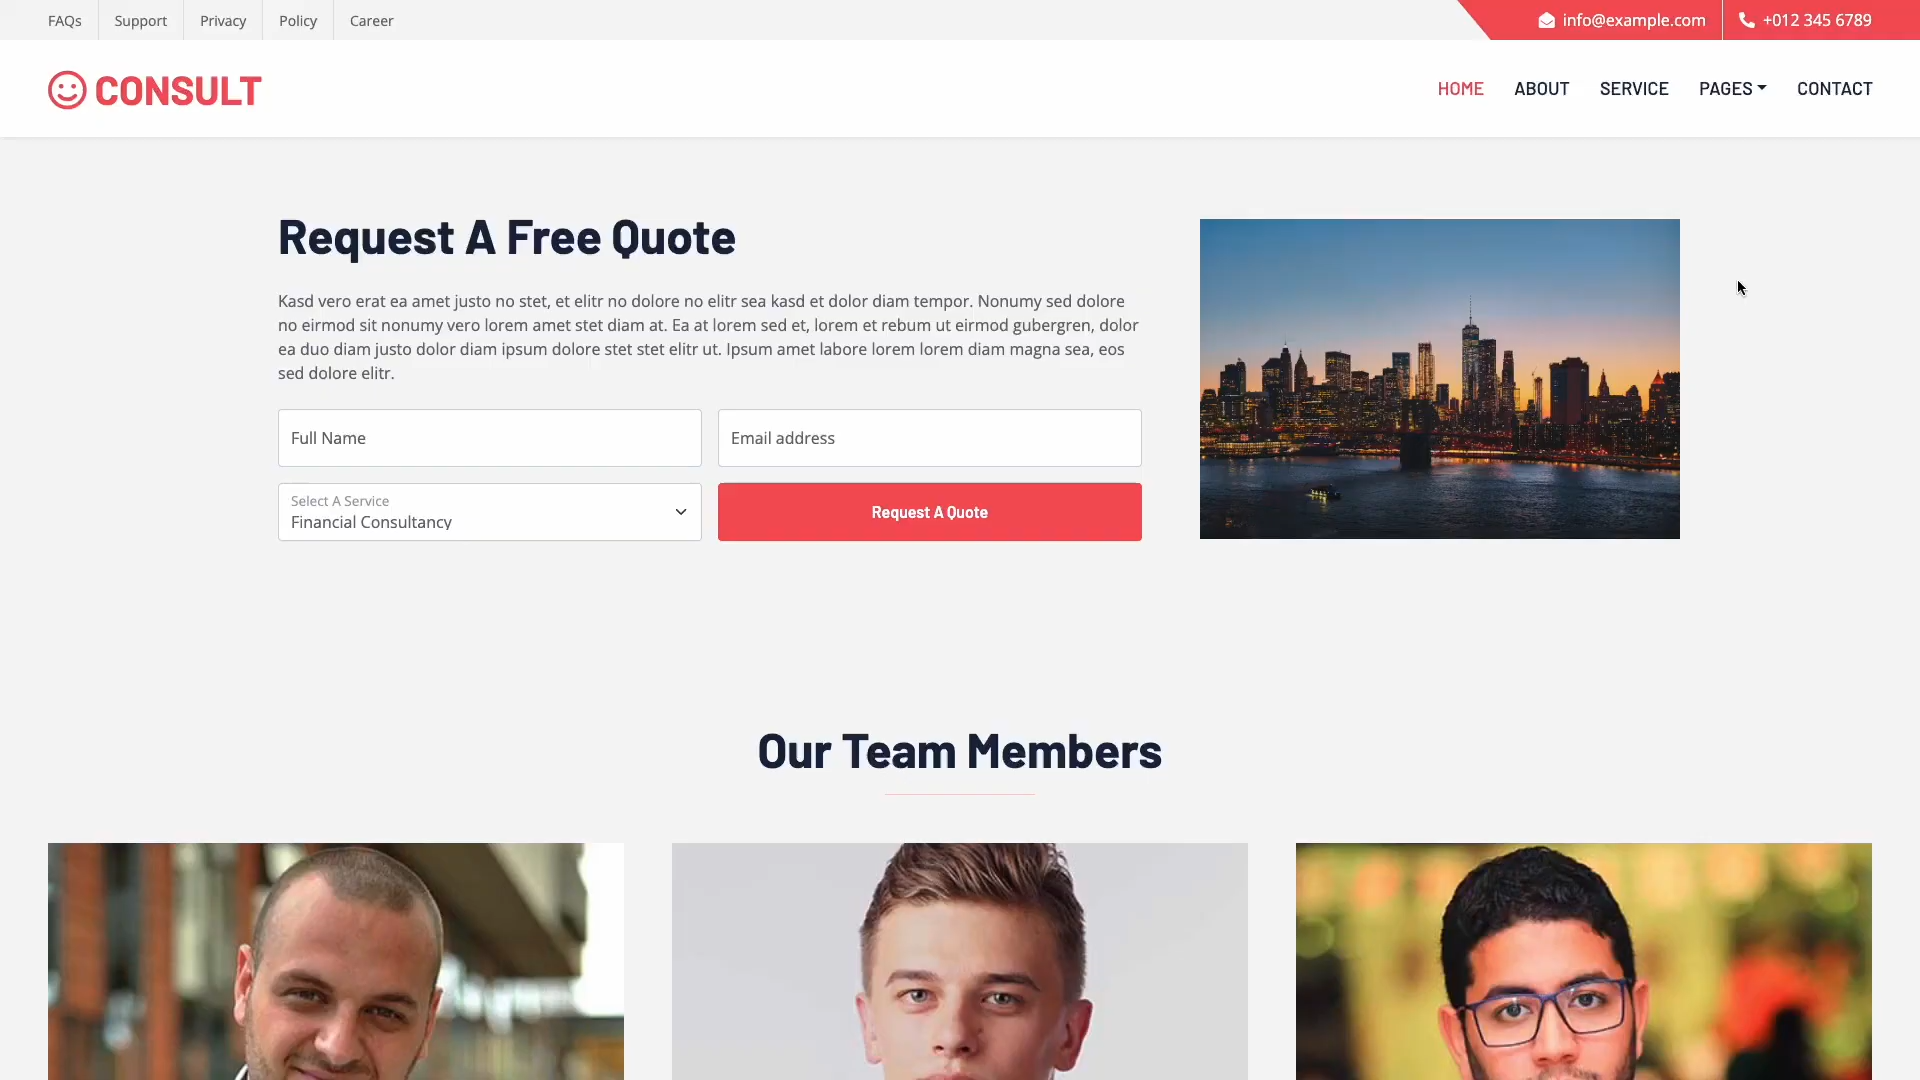 FAQs
Support
Privacy
Policy
Career
info@example.com
+012 345 6789
CONSULT
HOME
ABOUT
SERVICE
PAGES
CONTACT
Request A Free Quote
Kasd vero erat ea amet justo no stet, et elitr no dolore no elitr sea kasd et dolor diam tempor. Nonumy sed dolore
no eirmod sit nonumy vero lorem amet stet diam at. Ea at lorem sed et, lorem et rebum ut eirmod gubergren, dolor
ea duo diam justo dolor diam ipsum dolore stet stet elitr ut. Ipsum amet labore lorem lorem diam magna sea, eos
sed dolore elitr.
Full Name
Email address
Select A Service
Financial Consultancy
Request A Quote
Our Team Members